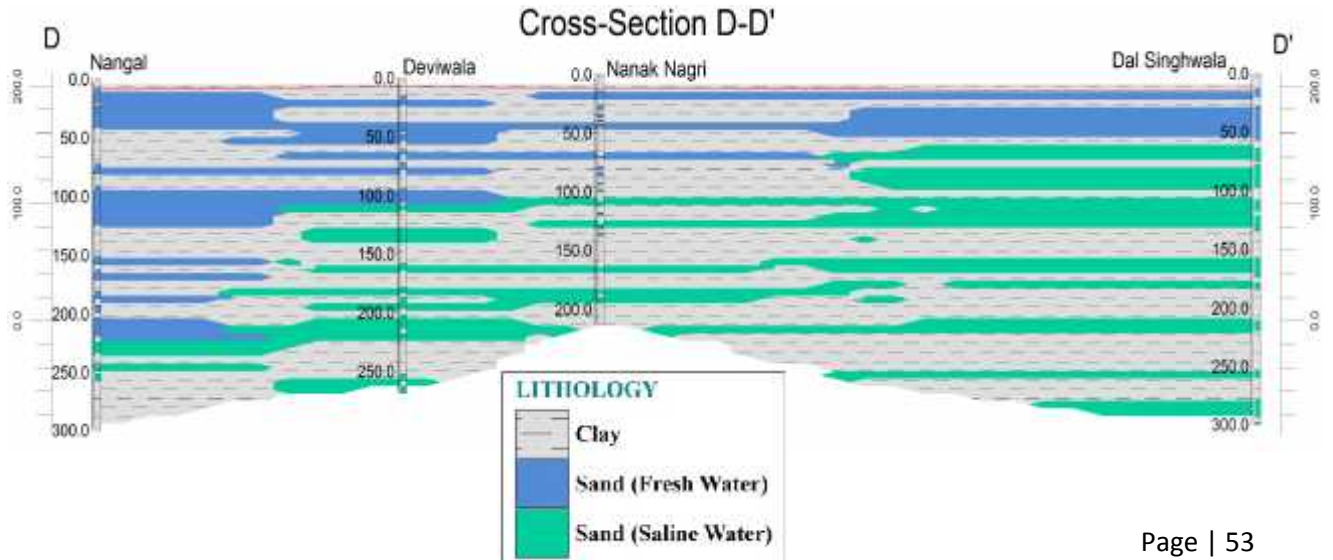 Cross-Section D-D'
D
D'
Nangal
Deviwala
Nanak Nagri
Dal Singhwala
0.0
0.0
0.0
0.0
200.0
200.0
50.0
50.0
50.0
50.0
100.0
100.0
100.0
100.0
100.0
100.0
150.0
150.0
150.0
150.0
200.0
200.0
200.0
200.0
0.0
0.0
250.0
250.0
250.0
300.0
300.0
LITHOLOGY
Clay
Sand (Fresh Water)
Sand (Saline Water)
Page | 53